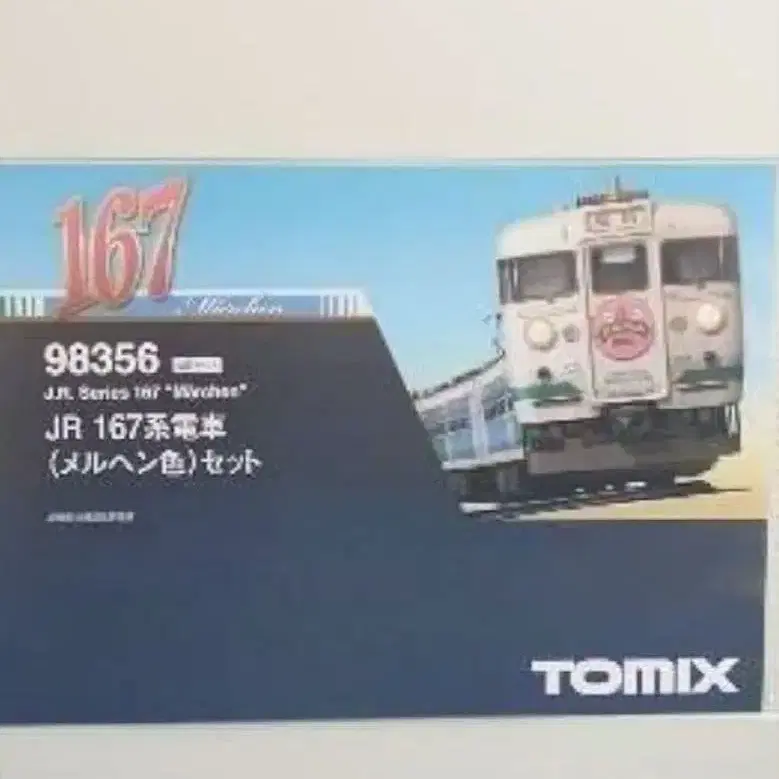 167
Märchen
98356
J.R. Series 167 "Märchen"
JR 167系電車
(メルヘン色)セット
TOMIX